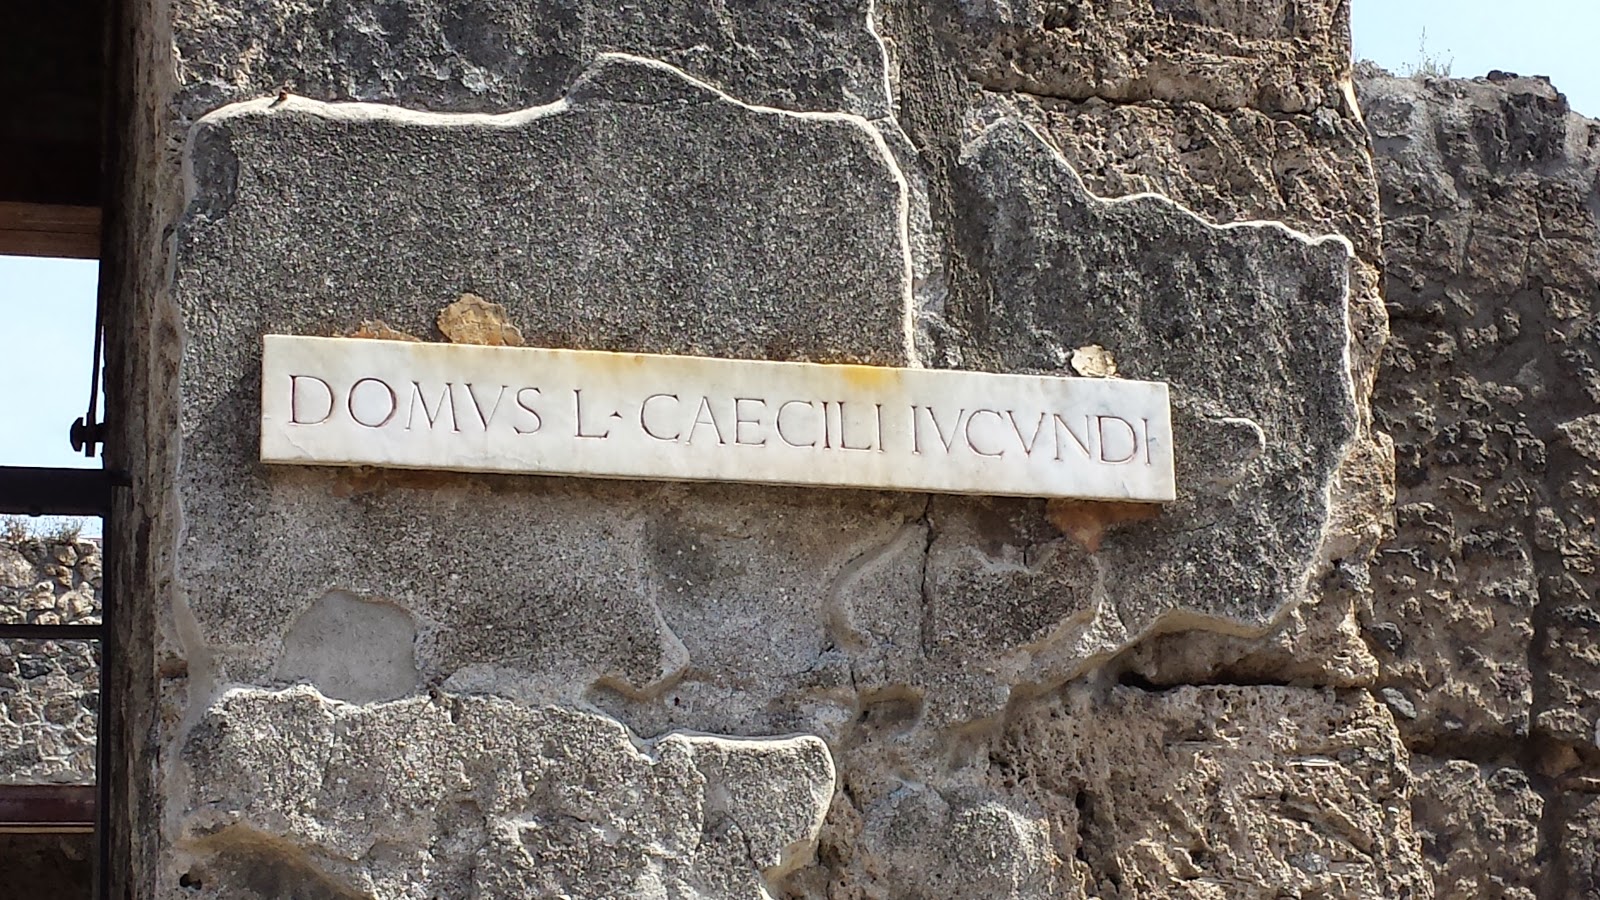 DOMVS L · CAECILI IVCVNDI